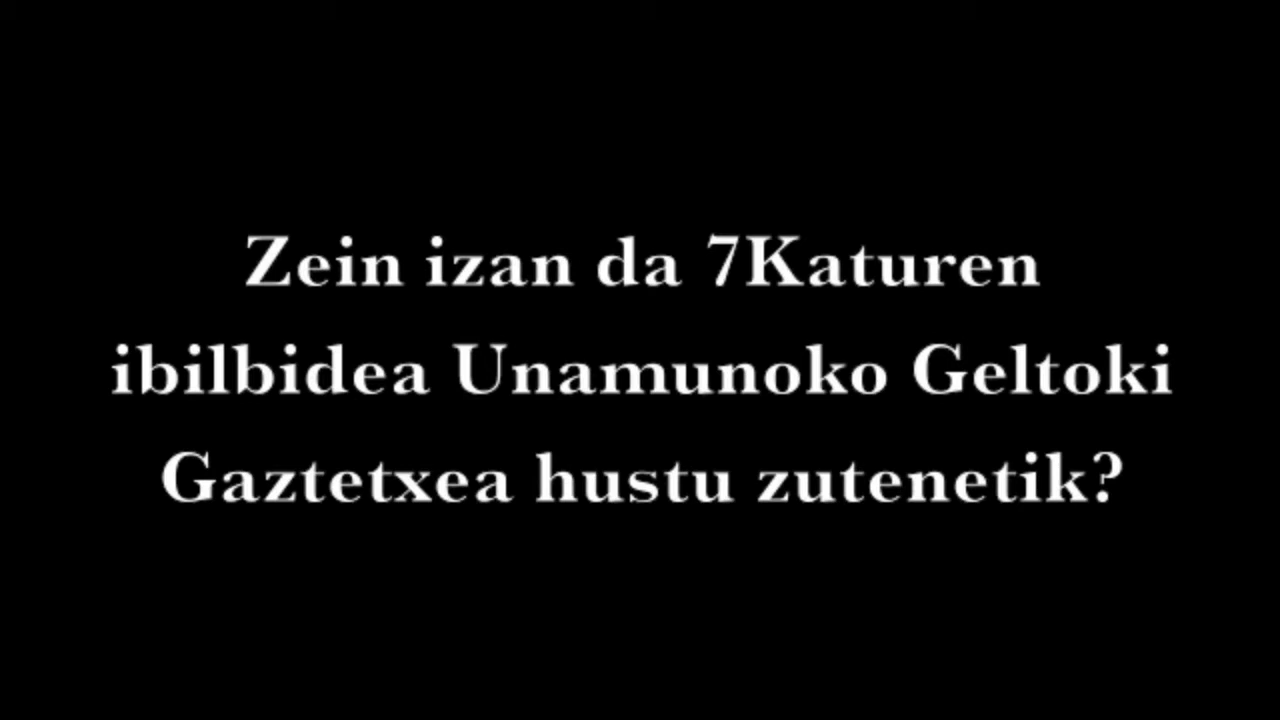 Zein izan da 7Katuren
ibilbidea Unamunoko Geltoki
Gaztetxea hustu zutenetik?